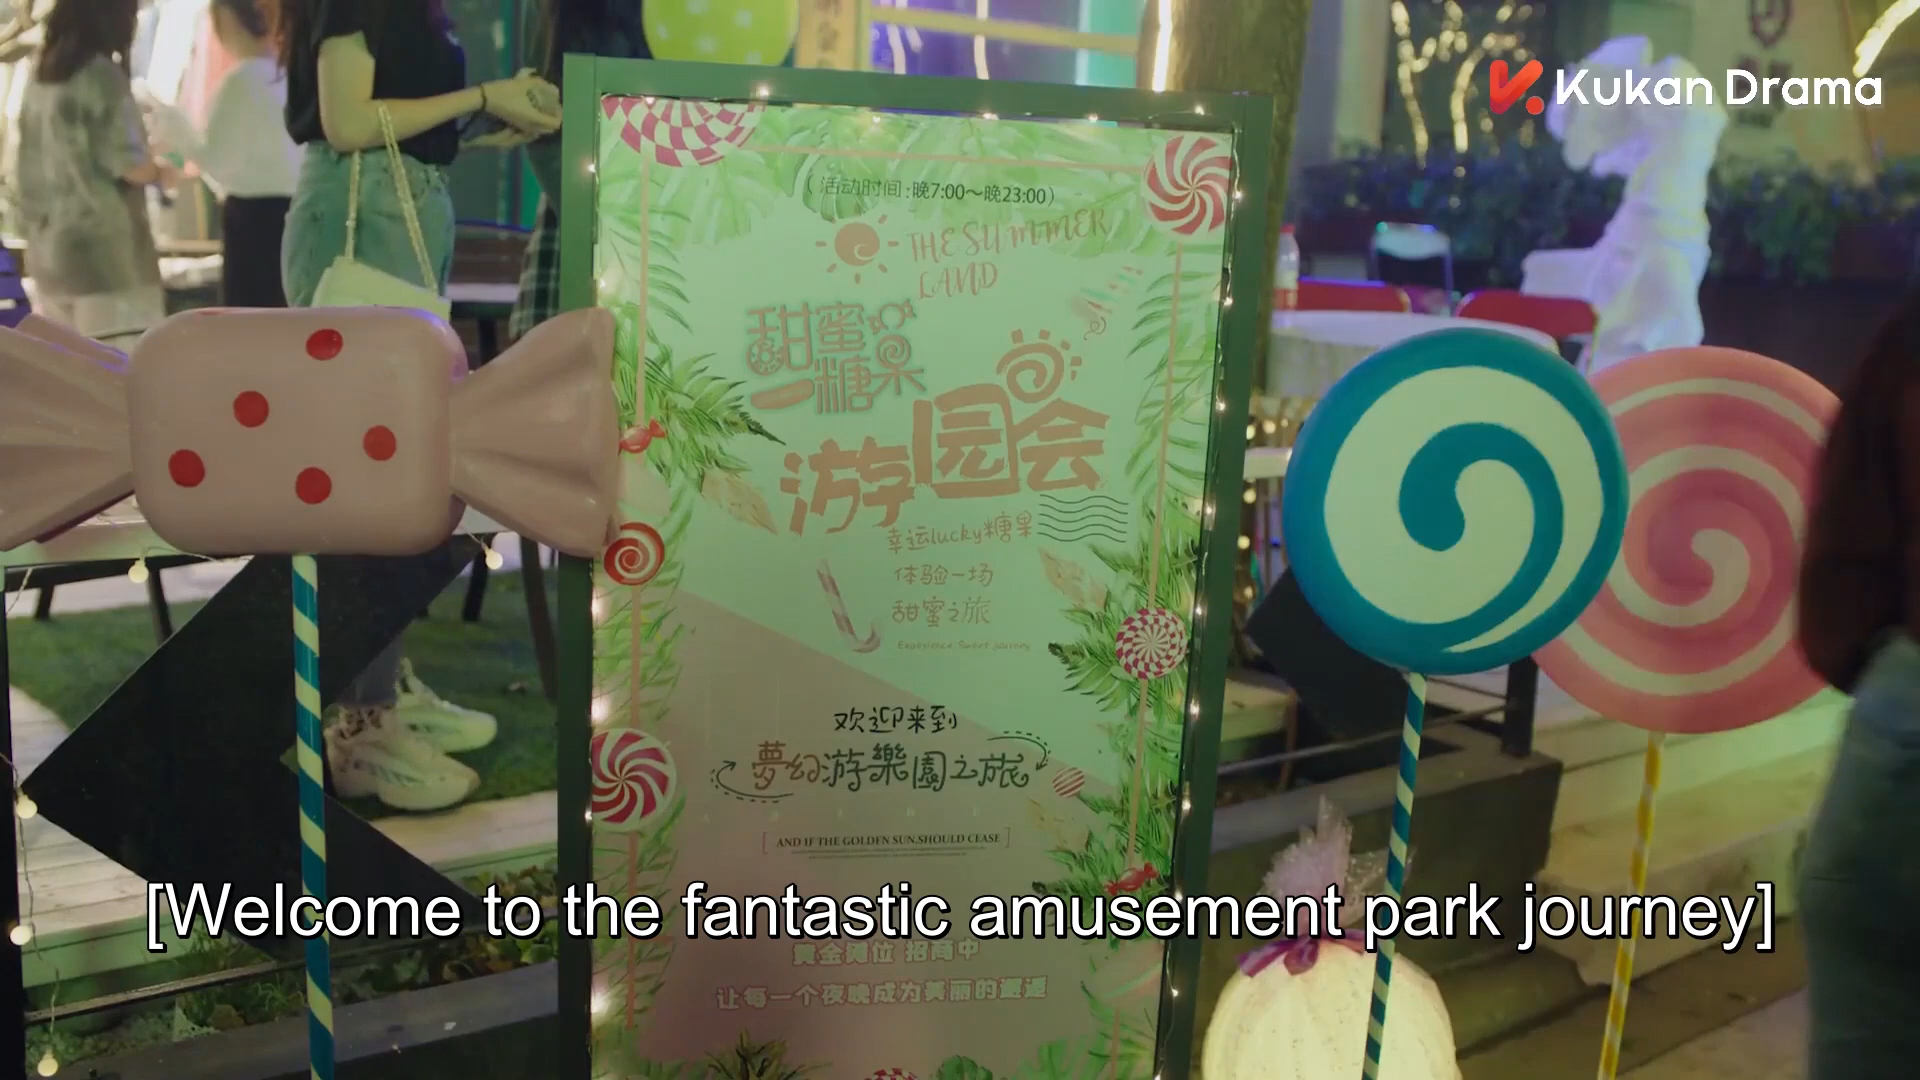 Kukan Drama
(活动时间:晚7:00～晚23:00)
THE SUMMER
LAND
甜蜜
糖果
游园会
幸运lucky糖果
体验一场
甜蜜之旅
Experience Sweet journey
欢迎来到
夢幻游樂園之旅
AND IF THE GOLDEN SUN,SHOULD CEASE
[Welcome to the fantastic amusement park journey]
黄金摊位 招商中
让每一个夜晚成为美丽的邂逅